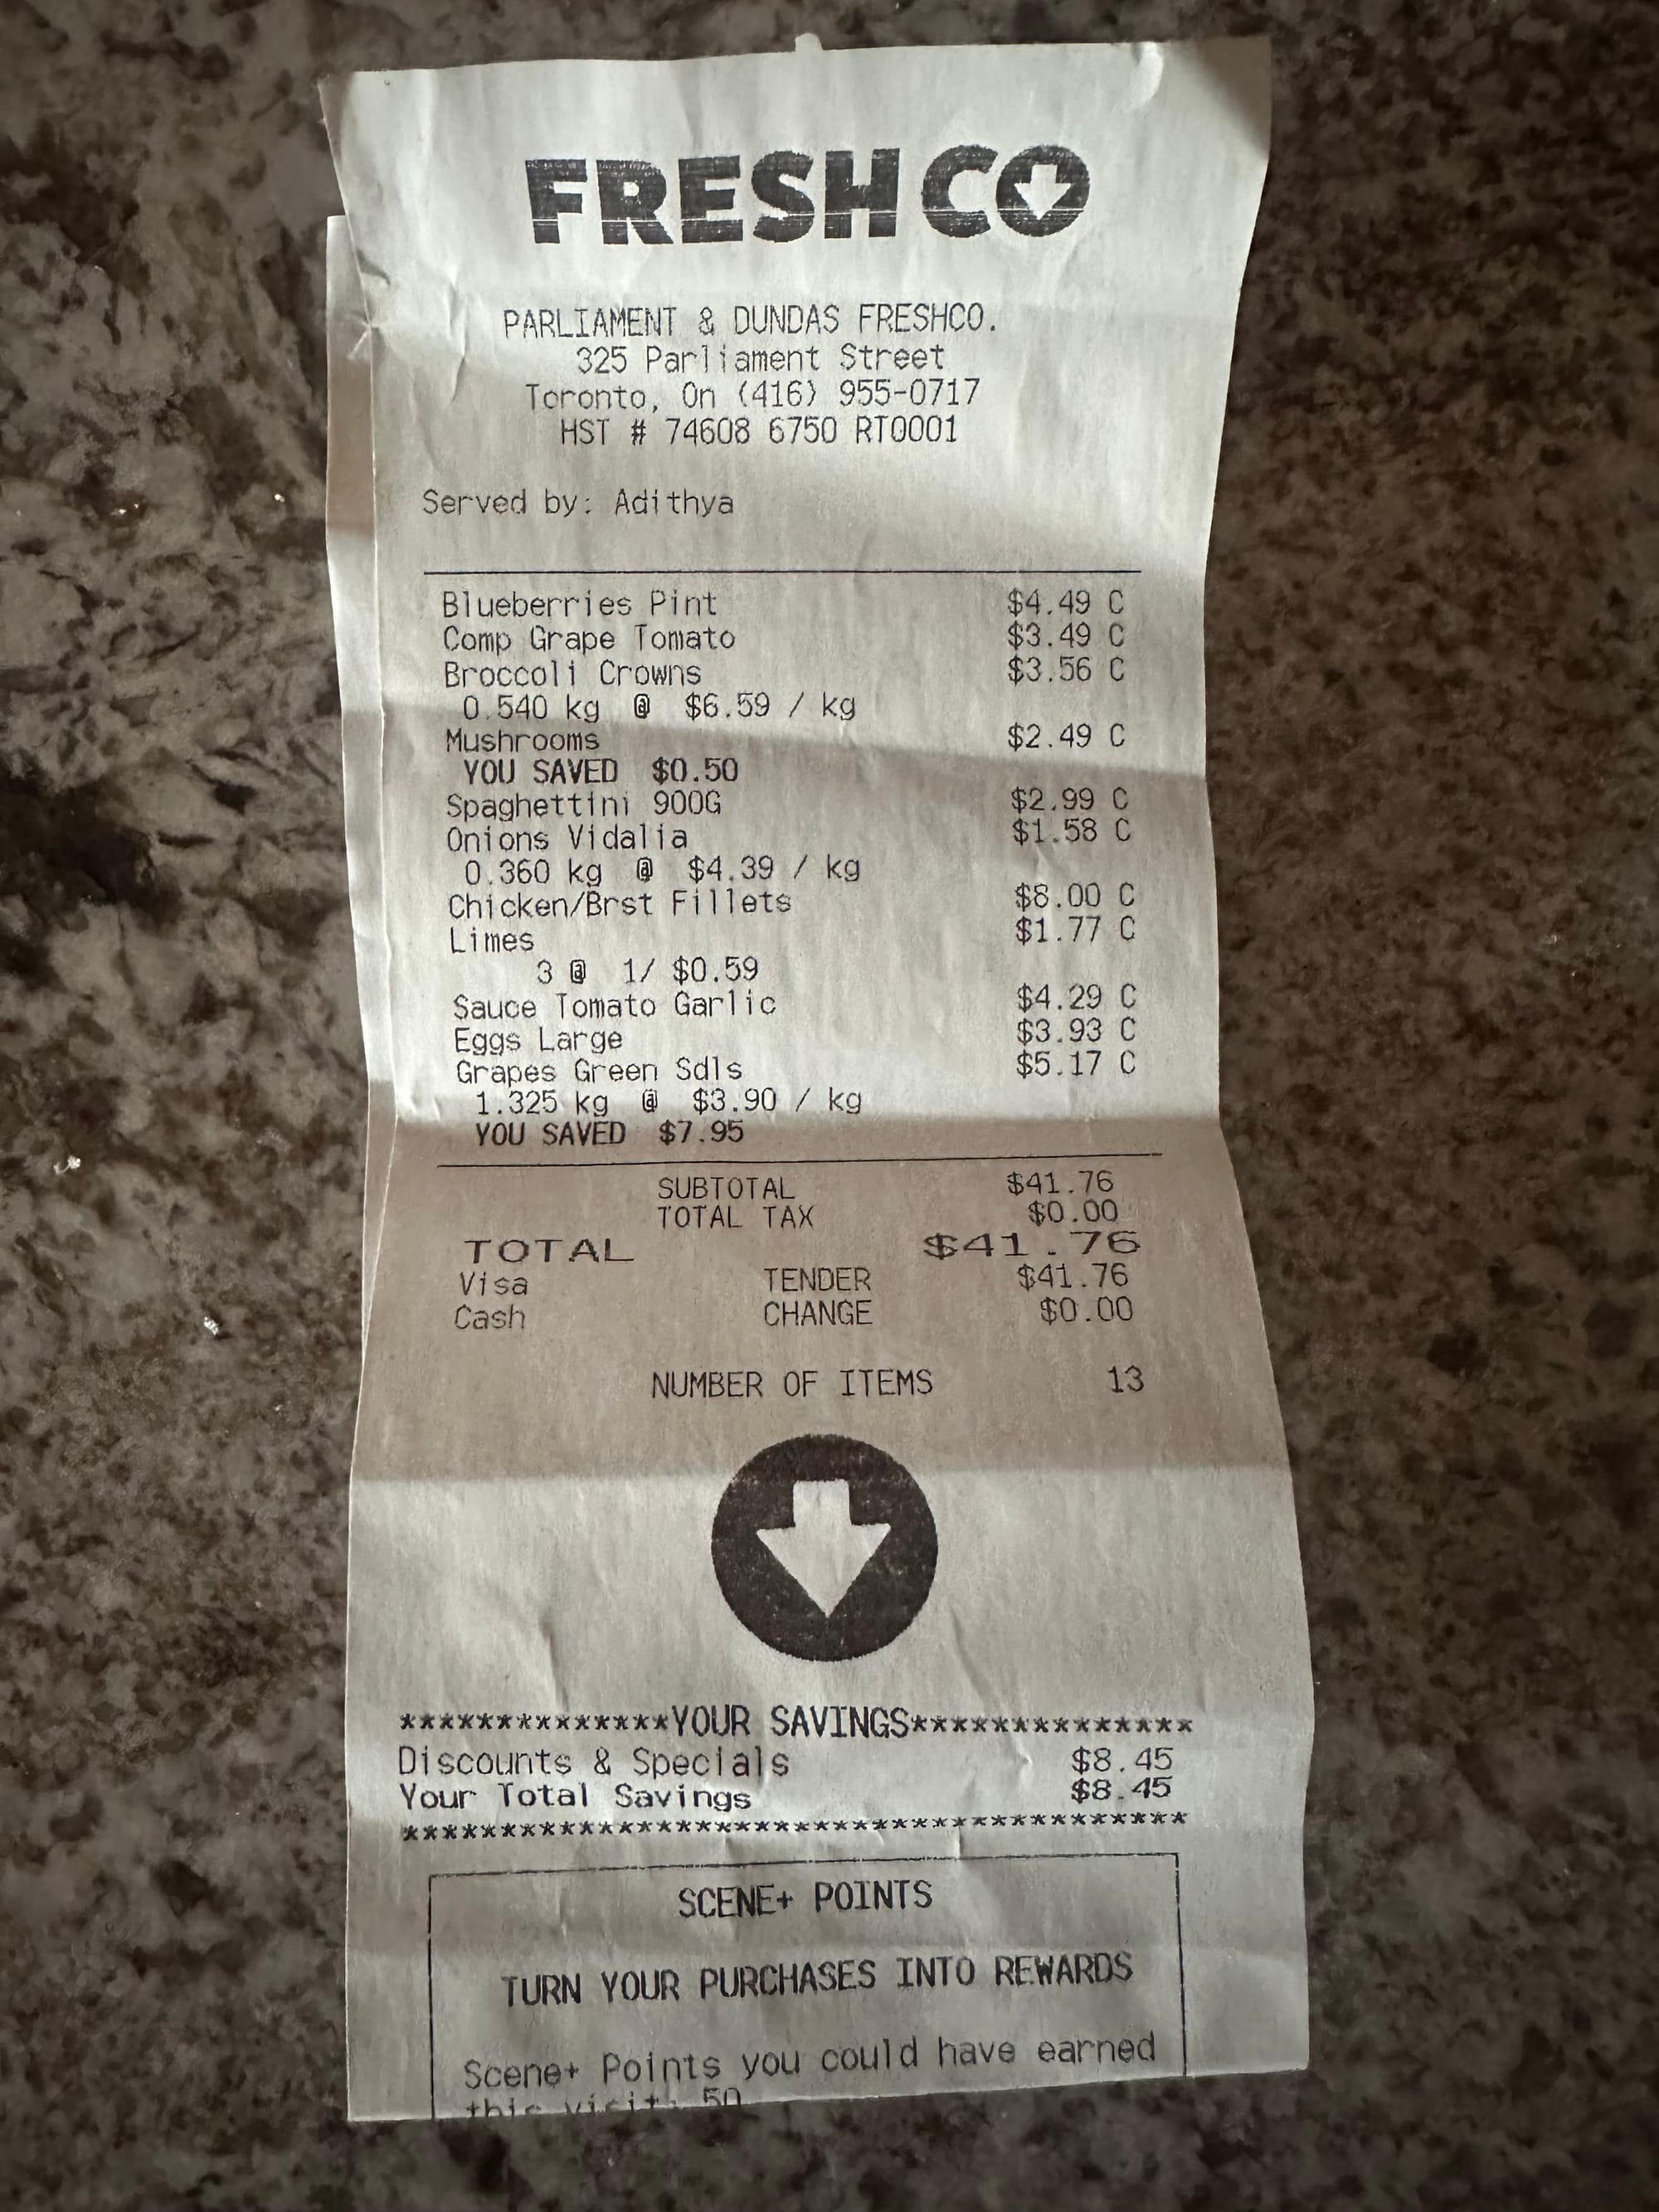 FRESHCO
PARLIAMENT & DUNDAS FRESHCO.
325 Parliament Street
Toronto, On (416) 955-0717
HST # 74608 6750 RT0001
Served by: Adithya
Blueberries Pint $4.49 C
Comp Grape Tomato $3.49 C
Broccoli Crowns $3.56 C
0.540 kg @ $6.59 / kg
Mushrooms $2.49 C
YOU SAVED $0.50
Spaghettini 900G $2.99 C
Onions Vidalia $1.58 C
0.360 kg @ $4.39 / kg
Chicken/Brst Fillets $8.00 C
Limes $1.77 C
3 @ 1/ $0.59
Sauce Tomato Garlic $4.29 C
Eggs Large $3.93 C
Grapes Green Sdls $5.17 C
1.325 kg @ $3.90 / kg
YOU SAVED $7.95
SUBTOTAL $41.76
TOTAL TAX $0.00
TOTAL $41.76
Visa TENDER $41.76
Cash CHANGE $0.00
NUMBER OF ITEMS 13
**************YOUR SAVINGS**************
Discounts & Specials $8.45
Your Total Savings $8.45
****************************************
SCENE+ POINTS
TURN YOUR PURCHASES INTO REWARDS
Scene+ Points you could have earned
this visit: 50